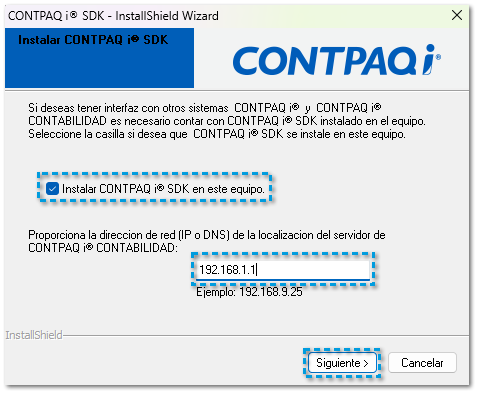 CONTPAQ i® SDK - InstallShield Wizard
Instalar CONTPAQ i® SDK
CONTPAQ i®
Si deseas tener interfaz con otros sistemas CONTPAQ i® y CONTPAQ i®
CONTABILIDAD es necesario contar con CONTPAQ i® SDK instalado en el equipo.
Seleccione la casilla si desea que CONTPAQ i® SDK se instale en este equipo.
Instalar CONTPAQ i® SDK en este equipo.
Proporciona la direccion de red (IP o DNS) de la localizacion del servidor de
CONTPAQ i® CONTABILIDAD:
192.168.1.1
Ejemplo: 192.168.9.25
InstallShield
Siguiente >
Cancelar